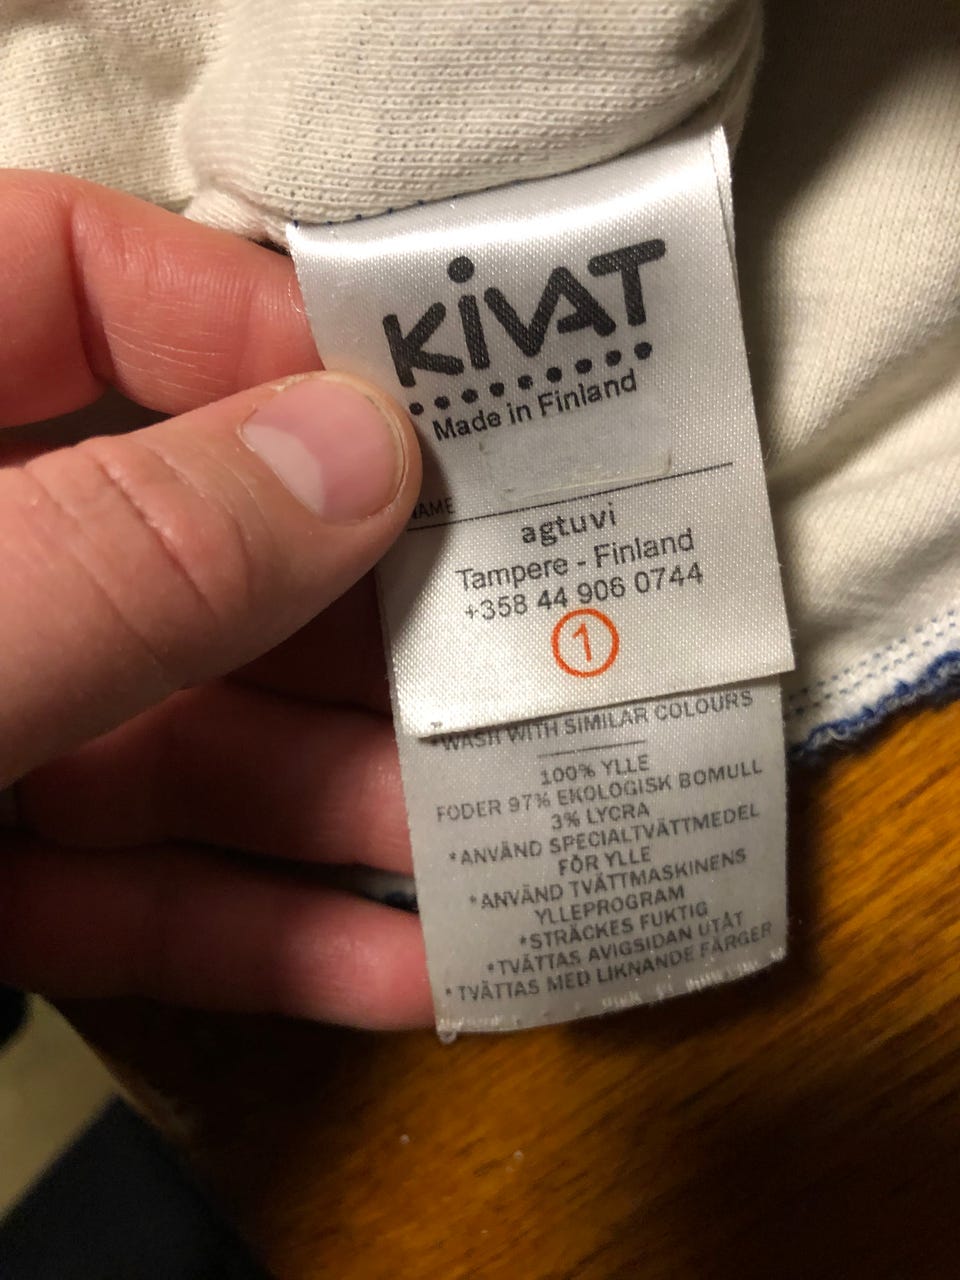 KiVAT
Made in Finland
NAME
agtuvi
Tampere - Finland
+358 44 906 0744
1
*WASH WITH SIMILAR COLOURS
100% YLLE
FODER 97% EKOLOGISK BOMULL
3% LYCRA
*ANVÄND SPECIALTVÄTTMEDEL
FÖR YLLE
*ANVÄND TVÄTTMASKINENS
YLLEPROGRAM
*STRÄCKES FUKTIG
*TVÄTTAS AVIGSIDAN UTÅT
*TVÄTTAS MED LIKNANDE FÄRGER